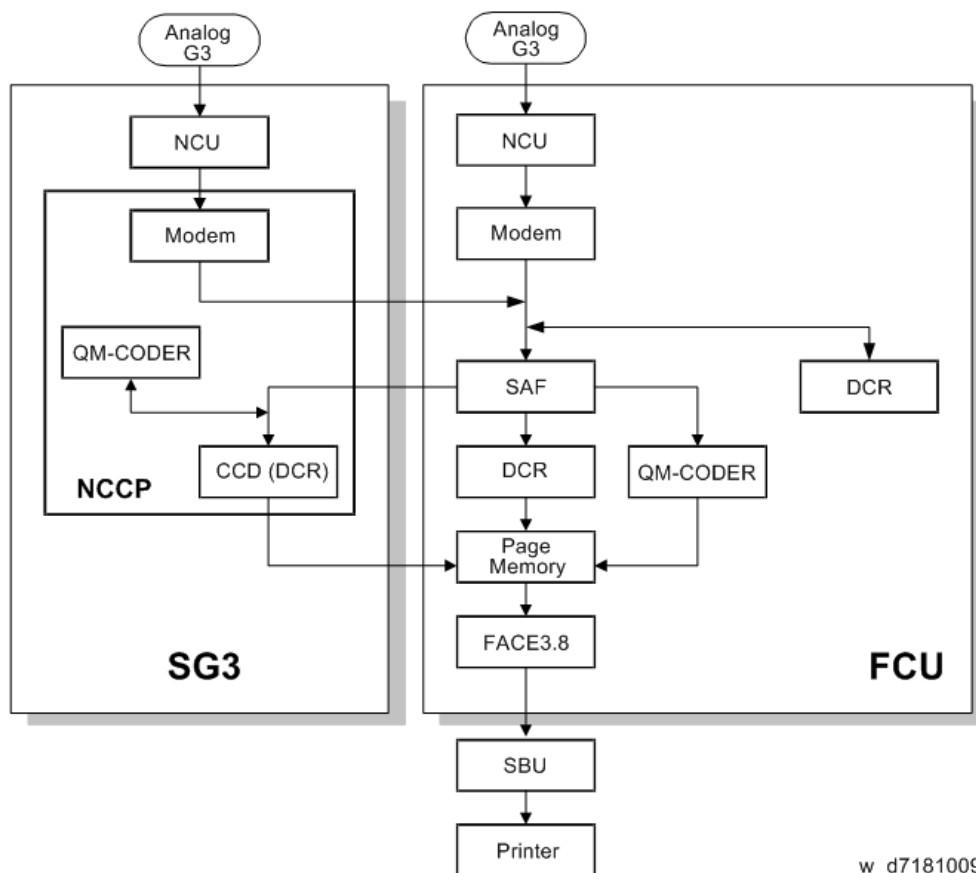 Analog
G3
Analog
G3
NCU
NCU
Modem
Modem
QM-CODER
SAF
DCR
CCD (DCR)
DCR
QM-CODER
NCCP
Page
Memory
FACE3.8
SG3
FCU
SBU
Printer
w_d7181009